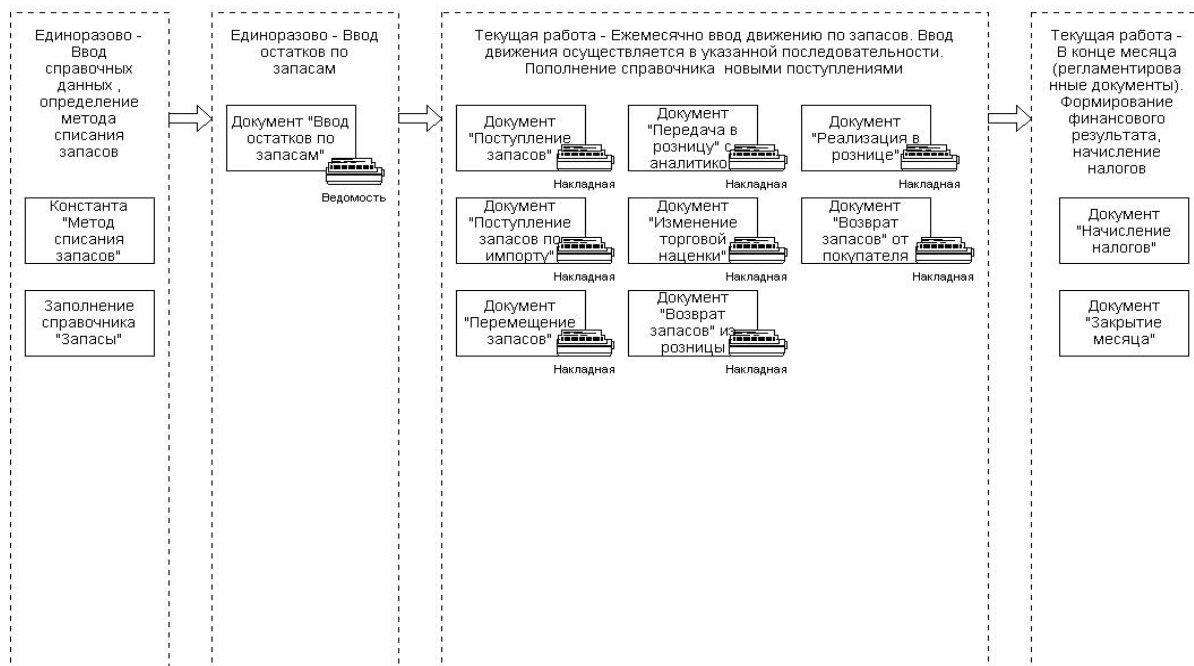 Единоразово -
Ввод
справочных
данных ,
определение
метода
списания
запасов
Константа
"Метод
списания
запасов"
Заполнение
справочника
"Запасы"
Единоразово - Ввод
остатков по
запасам
Документ "Ввод
остатков по
запасам"
Ведомость
Текущая работа - Ежемесячно ввод движению по запасов. Ввод
движения осуществляется в указанной последовательности.
Пополнение справочника новыми поступлениями
Документ
"Поступление
запасов"
Накладная
Документ
"Передача в
розницу" с
аналитико
Накладная
Документ
"Реализация в
рознице"
Накладная
Документ
"Поступление
запасов по
импорту"
Накладная
Документ
"Изменение
торговой
наценки"
Накладная
Документ
"Возврат
запасов" от
покупателя
Накладная
Документ
"Перемещение
запасов"
Накладная
Документ
"Возврат
запасов" из
розницы
Накладная
Текущая работа -
В конце месяца
(регламентирова
нные документы).
Формирование
финансового
результата,
начисление
налогов
Документ
"Начисление
налогов"
Документ
"Закрытие
месяца"